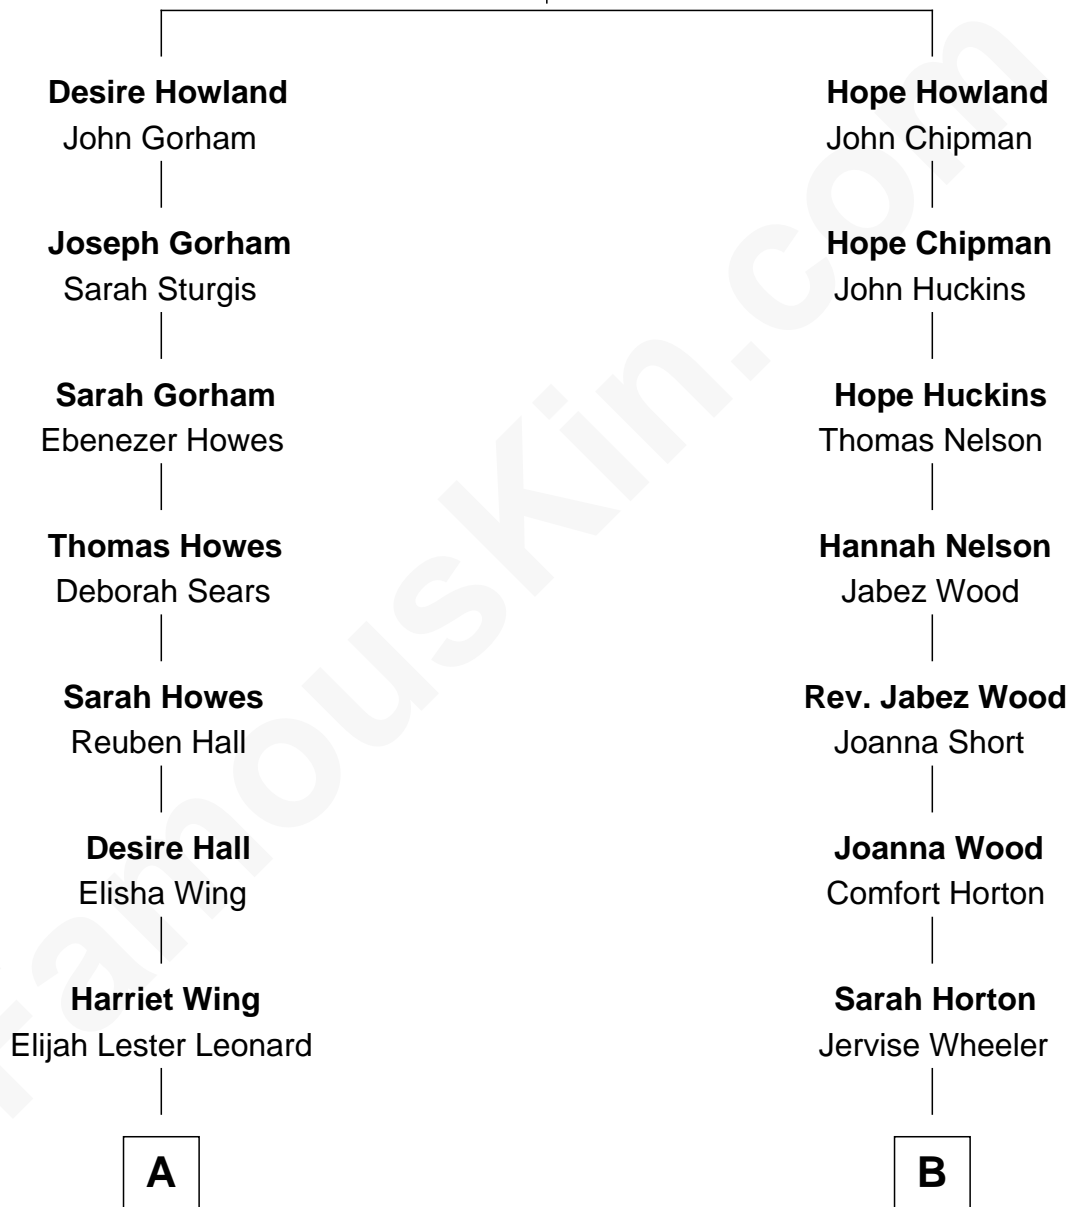 Desire Howland
John Gorham
Joseph Gorham
Sarah Sturgis
Sarah Gorham
Ebenezer Howes
Thomas Howes
Deborah Sears
Sarah Howes
Reuben Hall
Desire Hall
Elisha Wing
Harriet Wing
Elijah Lester Leonard
A
Hope Howland
John Chipman
Hope Chipman
John Huckins
Hope Huckins
Thomas Nelson
Hannah Nelson
Jabez Wood
Rev. Jabez Wood
Joanna Short
Joanna Wood
Comfort Horton
Sarah Horton
Jervise Wheeler
B
FamousKin.com